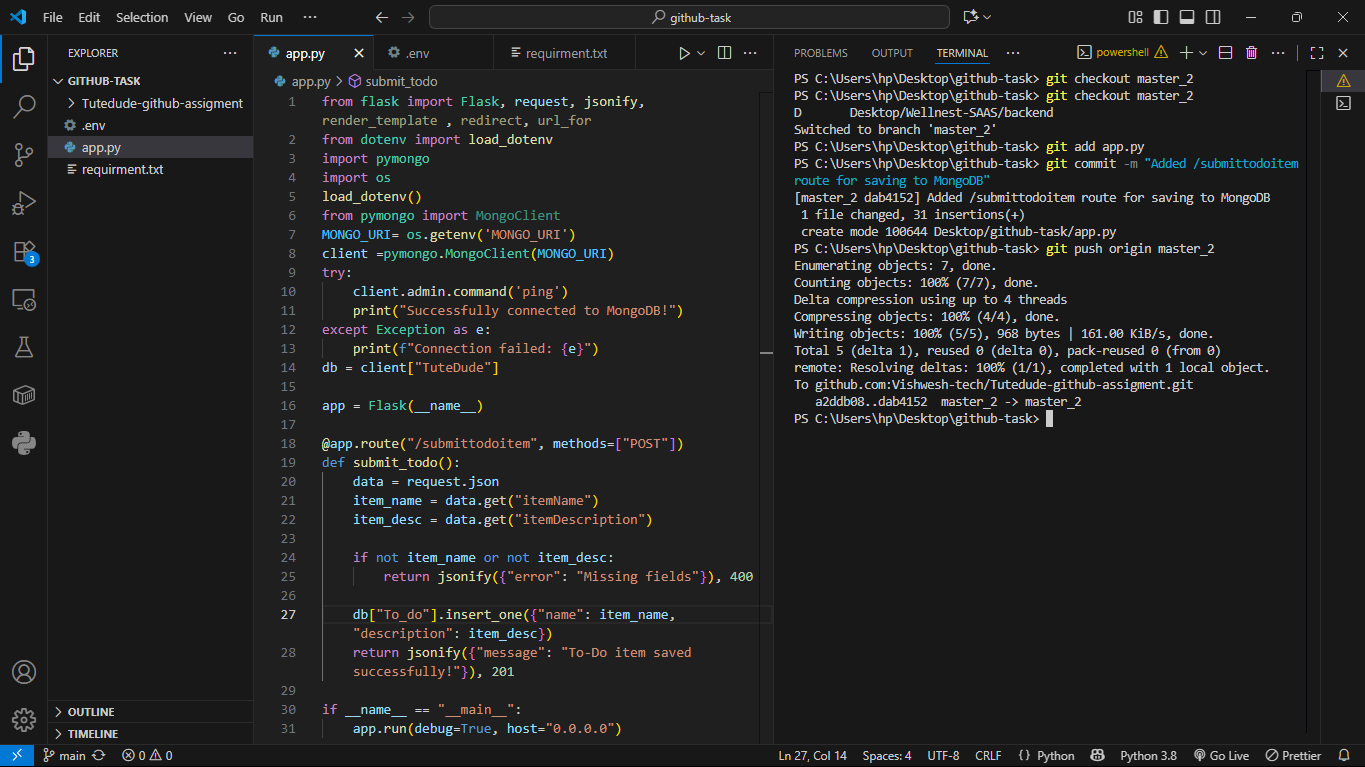 File Edit Selection View Go Run ··· github-task
EXPLORER ···
GITHUB-TASK
Tutedude-github-assigment
.env
app.py
requirment.txt
OUTLINE
TIMELINE
3
app.py .env requirment.txt ···
app.py > submit_todo
1 from flask import Flask, request, jsonify,
render_template , redirect, url_for
2 from dotenv import load_dotenv
3 import pymongo
4 import os
5 load_dotenv()
6 from pymongo import MongoClient
7 MONGO_URI= os.getenv('MONGO_URI')
8 client =pymongo.MongoClient(MONGO_URI)
9 try:
10 client.admin.command('ping')
11 print("Successfully connected to MongoDB!")
12 except Exception as e:
13 print(f"Connection failed: {e}")
14 db = client["TuteDude"]
15
16 app = Flask(__name__)
17
18 @app.route("/submittodoitem", methods=["POST"])
19 def submit_todo():
20 data = request.json
21 item_name = data.get("itemName")
22 item_desc = data.get("itemDescription")
23
24 if not item_name or not item_desc:
25 return jsonify({"error": "Missing fields"}), 400
26
27 db["To_do"].insert_one({"name": item_name,
"description": item_desc})
28 return jsonify({"message": "To-Do item saved
successfully!"}), 201
29
30 if __name__ == "__main__":
31 app.run(debug=True, host="0.0.0.0")
PROBLEMS OUTPUT TERMINAL ··· powershell ···
PS C:\Users\hp\Desktop\github-task> git checkout master_2
PS C:\Users\hp\Desktop\github-task> git checkout master_2
D Desktop/Wellnest-SAAS/backend
Switched to branch 'master_2'
PS C:\Users\hp\Desktop\github-task> git add app.py
PS C:\Users\hp\Desktop\github-task> git commit -m "Added /submittodoitem
route for saving to MongoDB"
[master_2 dab4152] Added /submittodoitem route for saving to MongoDB
1 file changed, 31 insertions(+)
create mode 100644 Desktop/github-task/app.py
PS C:\Users\hp\Desktop\github-task> git push origin master_2
Enumerating objects: 7, done.
Counting objects: 100% (7/7), done.
Delta compression using up to 4 threads
Compressing objects: 100% (4/4), done.
Writing objects: 100% (5/5), 968 bytes | 161.00 KiB/s, done.
Total 5 (delta 1), reused 0 (delta 0), pack-reused 0 (from 0)
remote: Resolving deltas: 100% (1/1), completed with 1 local object.
To github.com:Vishwesh-tech/Tutedude-github-assigment.git
a2ddb08..dab4152 master_2 -> master_2
PS C:\Users\hp\Desktop\github-task>
main 0 0 Ln 27, Col 14 Spaces: 4 UTF-8 CRLF {} Python Python 3.8 Go Live Prettier